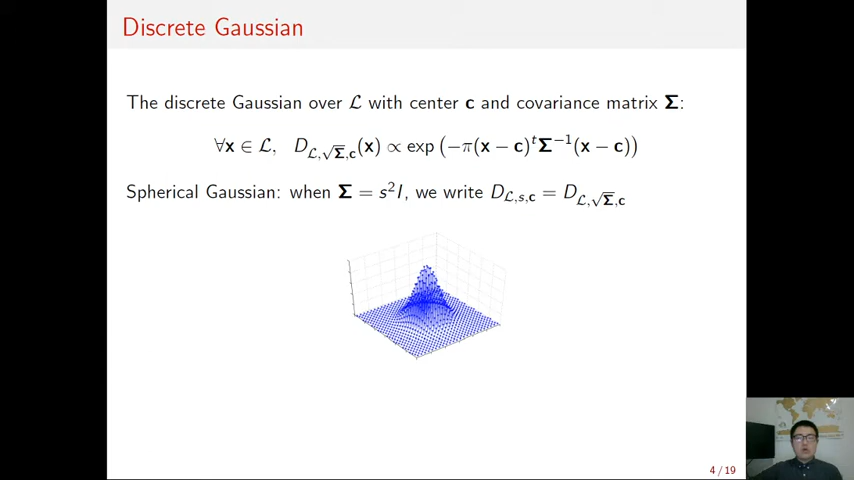 Discrete Gaussian
The discrete Gaussian over ℒ with center c and covariance matrix Σ:
∀x ∈ ℒ, D_{ℒ,√Σ,c}(x) ∝ exp (−π(x − c)^t Σ^{−1}(x − c))
Spherical Gaussian: when Σ = s²I, we write D_{ℒ,s,c} = D_{ℒ,√Σ,c}
4 / 19